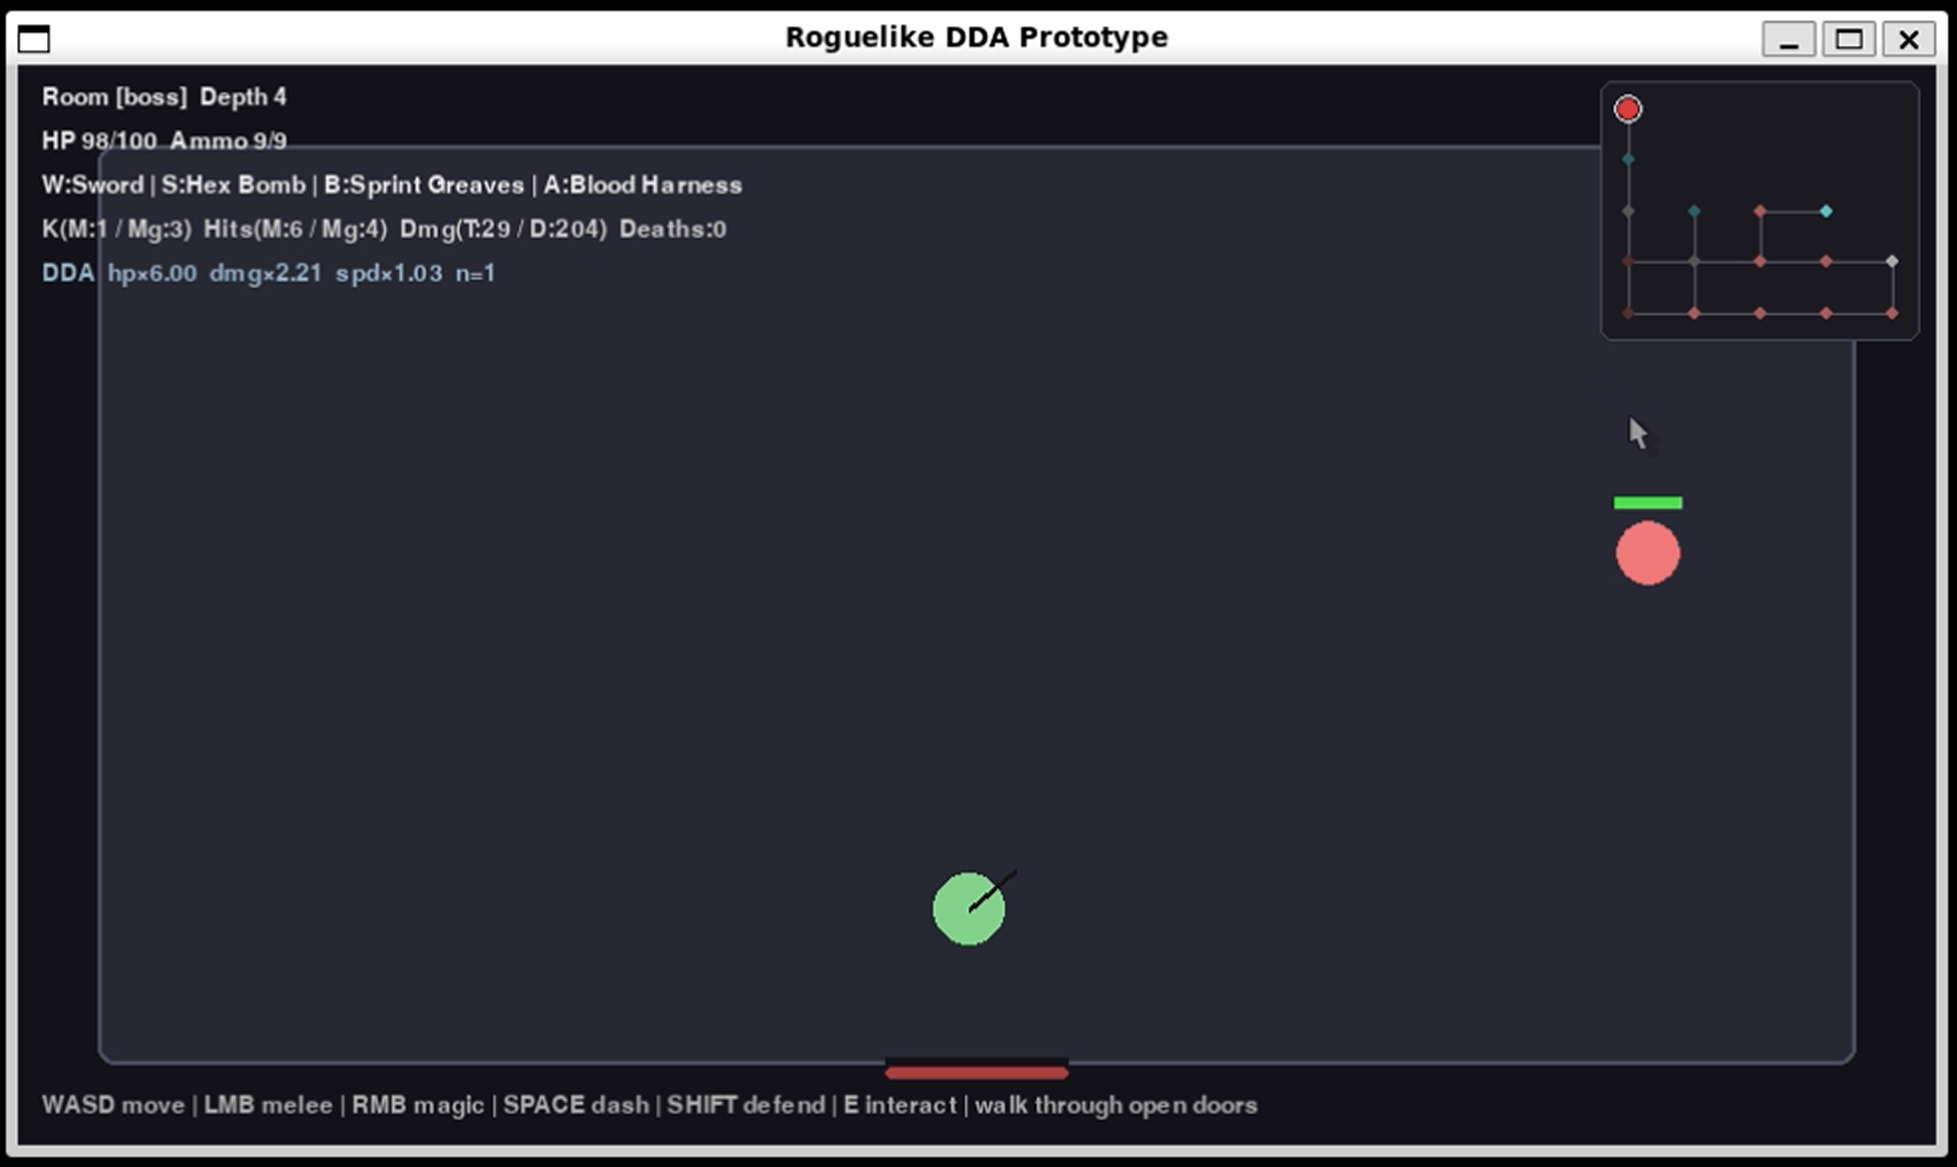 Roguelike DDA Prototype
Room [boss]  Depth 4
HP 98/100  Ammo 9/9
W:Sword | S:Hex Bomb | B:Sprint Greaves | A:Blood Harness
K(M:1 / Mg:3)  Hits(M:6 / Mg:4)  Dmg(T:29 / D:204)  Deaths:0
DDA  hp×6.00  dmg×2.21  spd×1.03  n=1
WASD move | LMB melee | RMB magic | SPACE dash | SHIFT defend | E interact | walk through open doors